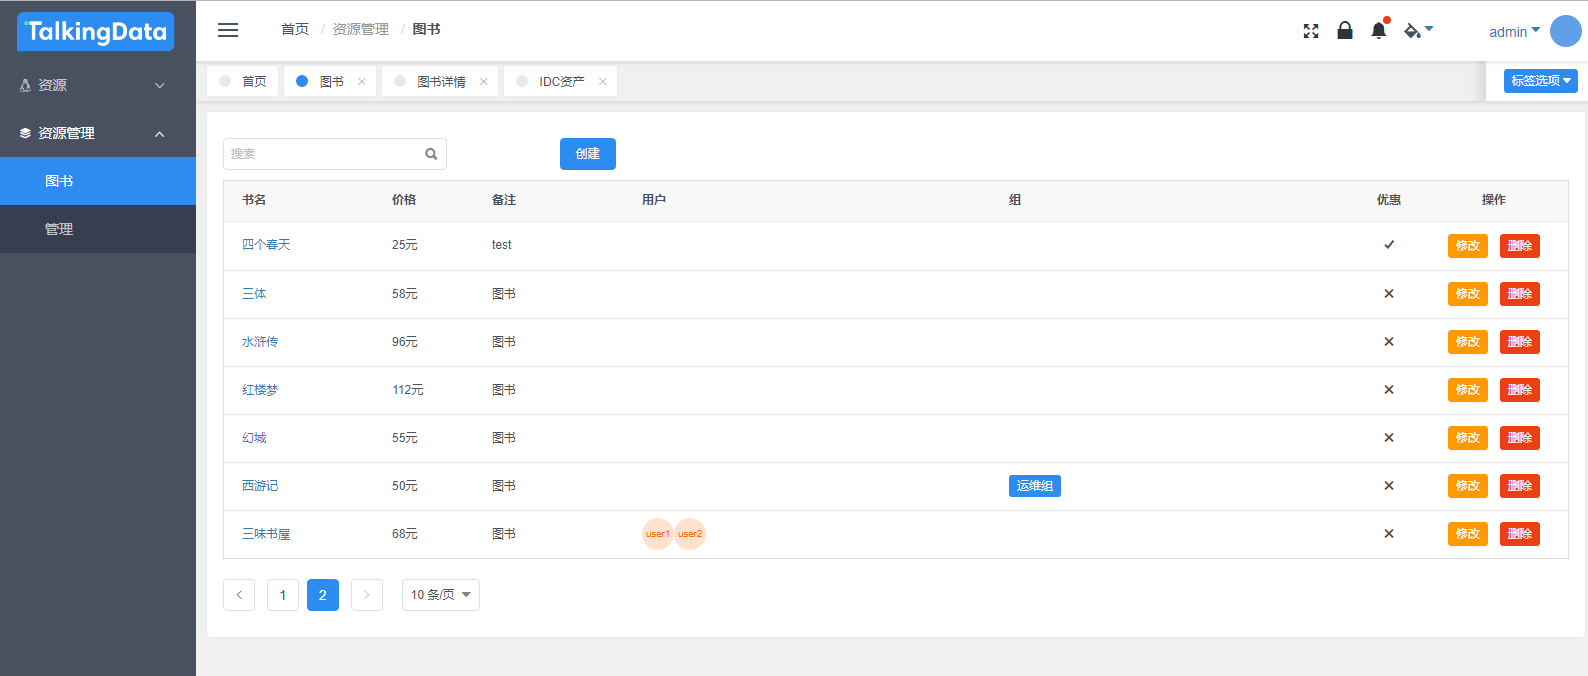 TalkingData
首页 / 资源管理 / 图书
admin
资源
资源管理
图书
管理
首页 图书 图书详情 IDC资产 标签选项
搜索 创建
书名 价格 备注 用户 组 优惠 操作
四个春天 25元 test 修改 删除
三体 58元 图书 修改 删除
水浒传 96元 图书 修改 删除
红楼梦 112元 图书 修改 删除
幻城 55元 图书 修改 删除
西游记 50元 图书 运维组 修改 删除
三味书屋 68元 图书 user1 user2 修改 删除
1 2 10 条/页